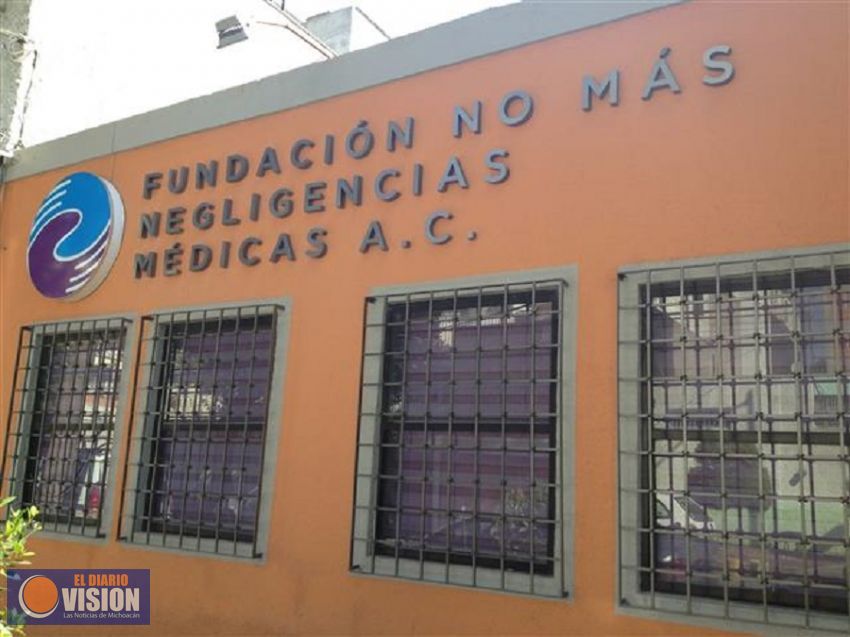 FUNDACIÓN NO MÁS
NEGLIGENCIAS
MÉDICAS A.C.
EL DIARIO
VISION
Las Noticias de Michoacán